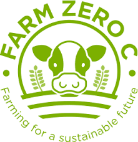 • FARM ZERO C •
Farming for a sustainable future